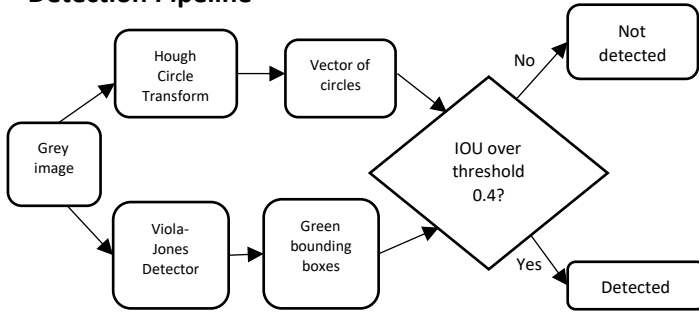 Detection Pipeline
Hough
Circle
Transform
Vector of
circles
No
Not
detected
Grey
image
IOU over
threshold
0.4?
Viola-
Jones
Detector
Green
bounding
boxes
Yes
Detected